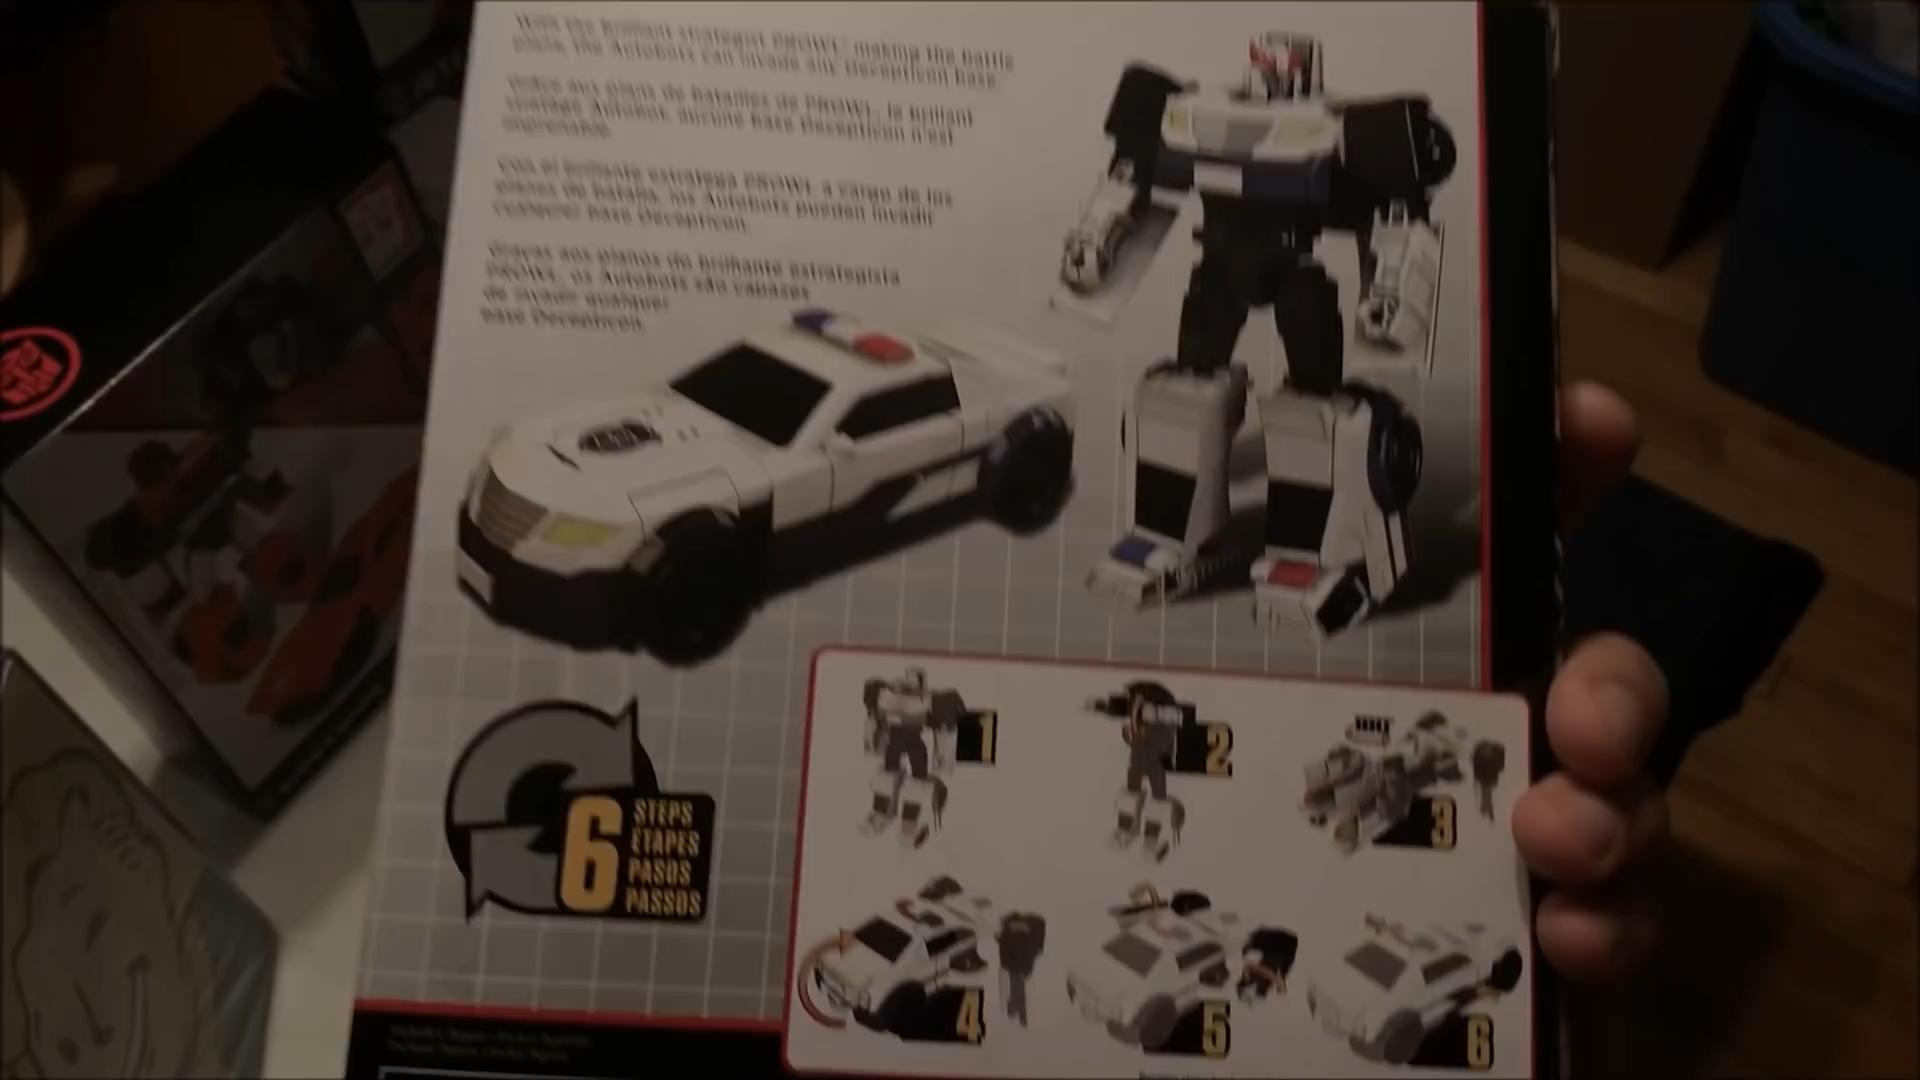 With the brilliant strategist PROWL making the battle
plans, the Autobots can invade any Decepticon base.
Grâce aux plans de batailles de PROWL, le brillant
stratège Autobot, aucune base Decepticon n'est
imprenable.
Con el brillante estratega PROWL a cargo de los
planes de batalla, los Autobots pueden invadir
cualquier base Decepticon.
Graças aos planos do brilhante estrategista
PROWL, os Autobots são capazes
de invadir qualquer
base Decepticon.
6
STEPS
ÉTAPES
PASOS
PASSOS
1
2
3
4
5
6